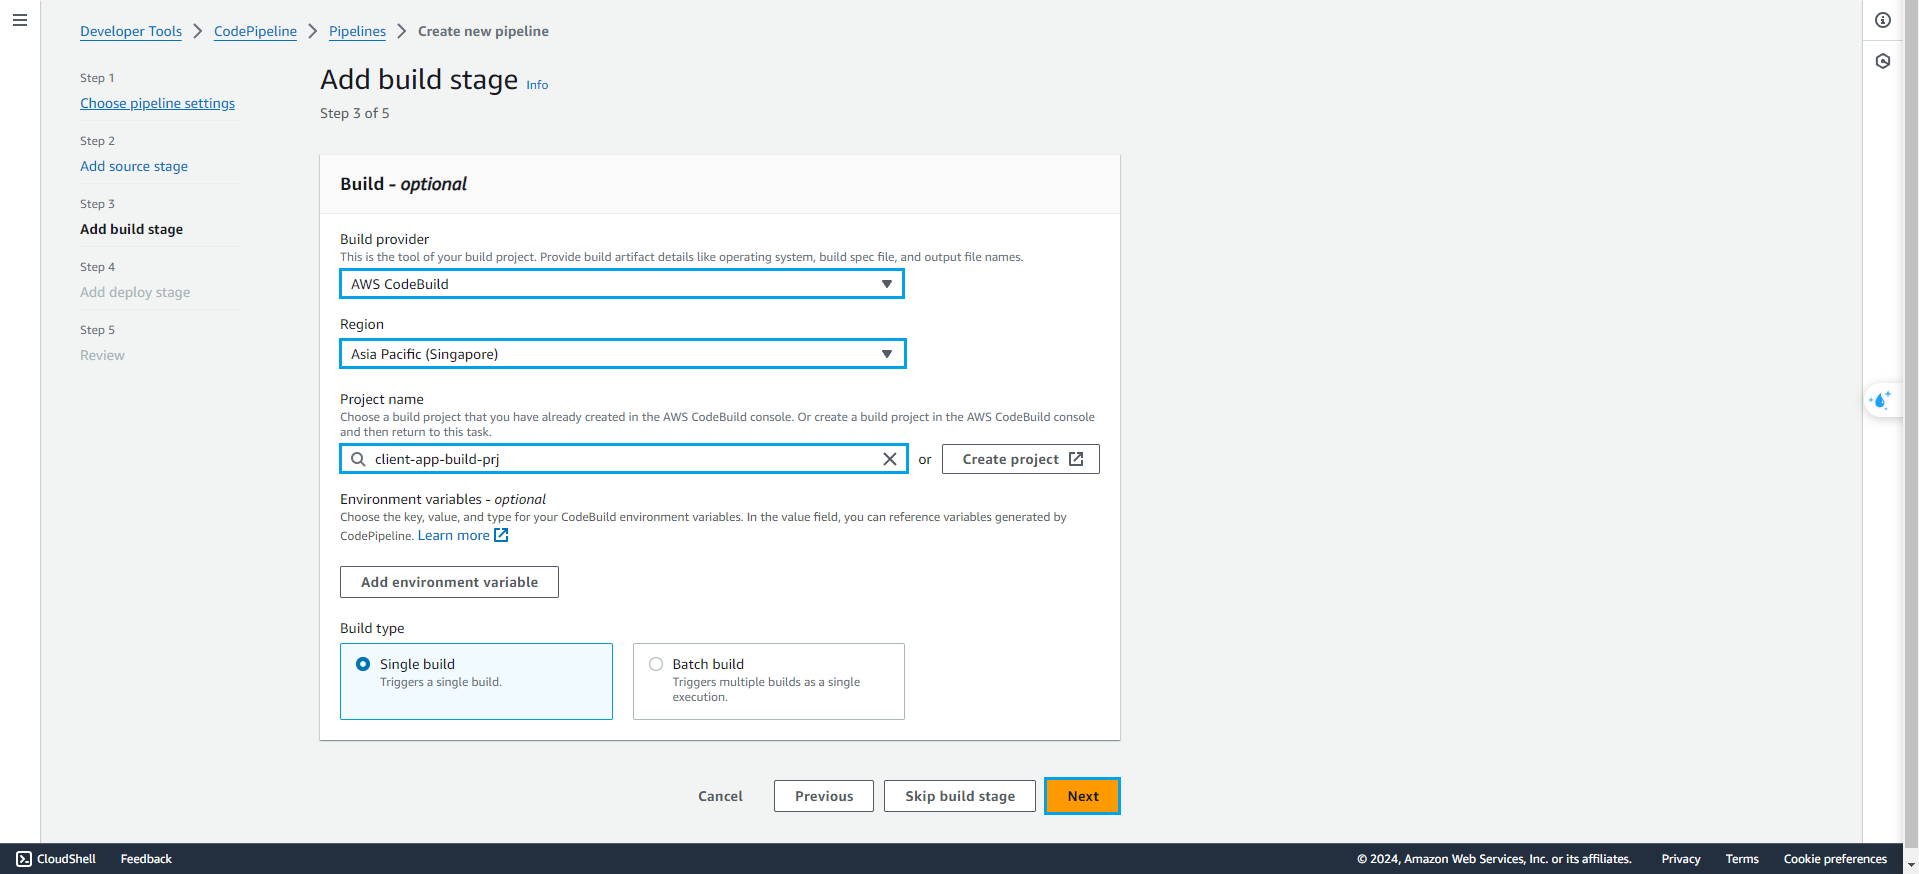 Developer Tools
CodePipeline
Pipelines
Create new pipeline
Step 1
Choose pipeline settings
Step 2
Add source stage
Step 3
Add build stage
Step 4
Add deploy stage
Step 5
Review
Add build stage Info
Step 3 of 5
Build - optional
Build provider
This is the tool of your build project. Provide build artifact details like operating system, build spec file, and output file names.
AWS CodeBuild
Region
Asia Pacific (Singapore)
Project name
Choose a build project that you have already created in the AWS CodeBuild console. Or create a build project in the AWS CodeBuild console
and then return to this task.
client-app-build-prj
or
Create project
Environment variables - optional
Choose the key, value, and type for your CodeBuild environment variables. In the value field, you can reference variables generated by
CodePipeline. Learn more
Add environment variable
Build type
Single build
Triggers a single build.
Batch build
Triggers multiple builds as a single
execution.
Cancel
Previous
Skip build stage
Next
CloudShell
Feedback
© 2024, Amazon Web Services, Inc. or its affiliates.
Privacy
Terms
Cookie preferences